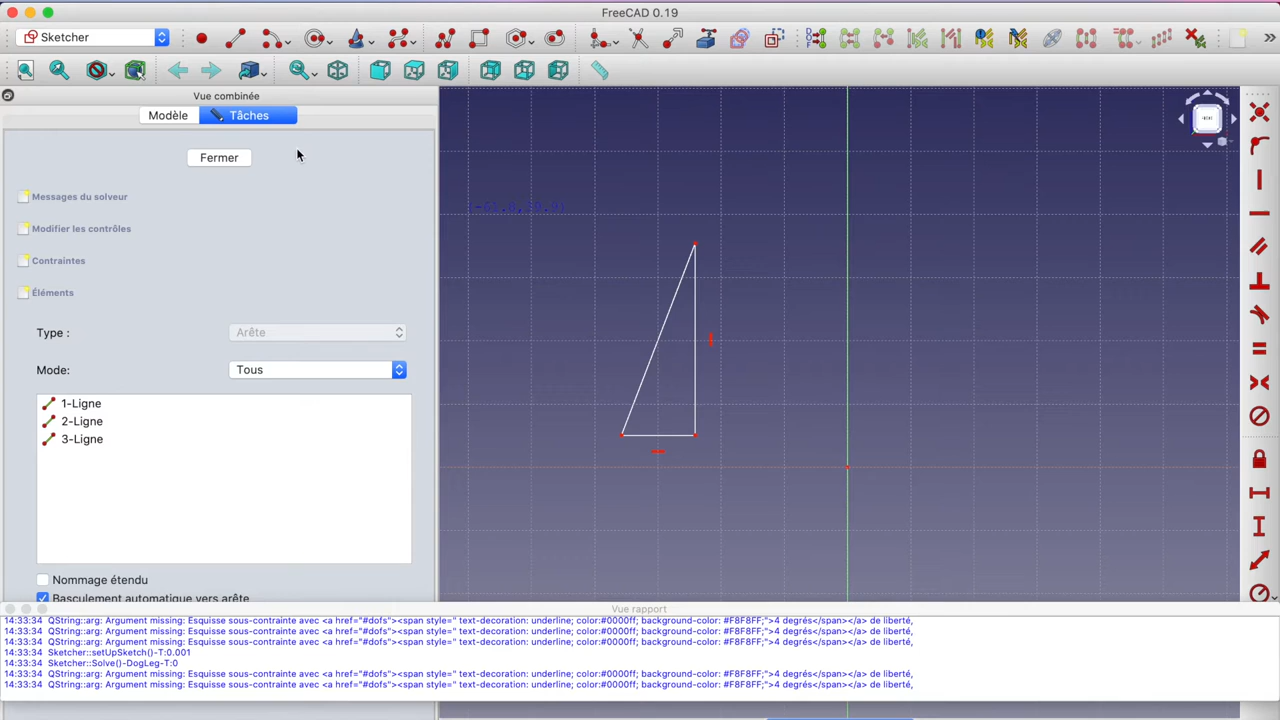 FreeCAD 0.19
Sketcher
Vue combinée
Modèle
Tâches
Fermer
Messages du solveur
Modifier les contrôles
Contraintes
Éléments
Type :
Arête
Mode:
Tous
1-Ligne
2-Ligne
3-Ligne
Nommage étendu
Basculement automatique vers arête
Vue rapport
14:33:34 QString::arg: Argument missing: Esquisse sous-contrainte avec <a href="#dofs"><span style=" text-decoration: underline; color:#0000ff; background-color: #F8F8FF;">4 degrés</span></a> de liberté,
14:33:34 QString::arg: Argument missing: Esquisse sous-contrainte avec <a href="#dofs"><span style=" text-decoration: underline; color:#0000ff; background-color: #F8F8FF;">4 degrés</span></a> de liberté,
14:33:34 QString::arg: Argument missing: Esquisse sous-contrainte avec <a href="#dofs"><span style=" text-decoration: underline; color:#0000ff; background-color: #F8F8FF;">4 degrés</span></a> de liberté,
14:33:34 Sketcher::setUpSketch()-T:0.001
14:33:34 Sketcher::Solve()-DogLeg-T:0
14:33:34 QString::arg: Argument missing: Esquisse sous-contrainte avec <a href="#dofs"><span style=" text-decoration: underline; color:#0000ff; background-color: #F8F8FF;">4 degrés</span></a> de liberté,
14:33:34 QString::arg: Argument missing: Esquisse sous-contrainte avec <a href="#dofs"><span style=" text-decoration: underline; color:#0000ff; background-color: #F8F8FF;">4 degrés</span></a> de liberté,